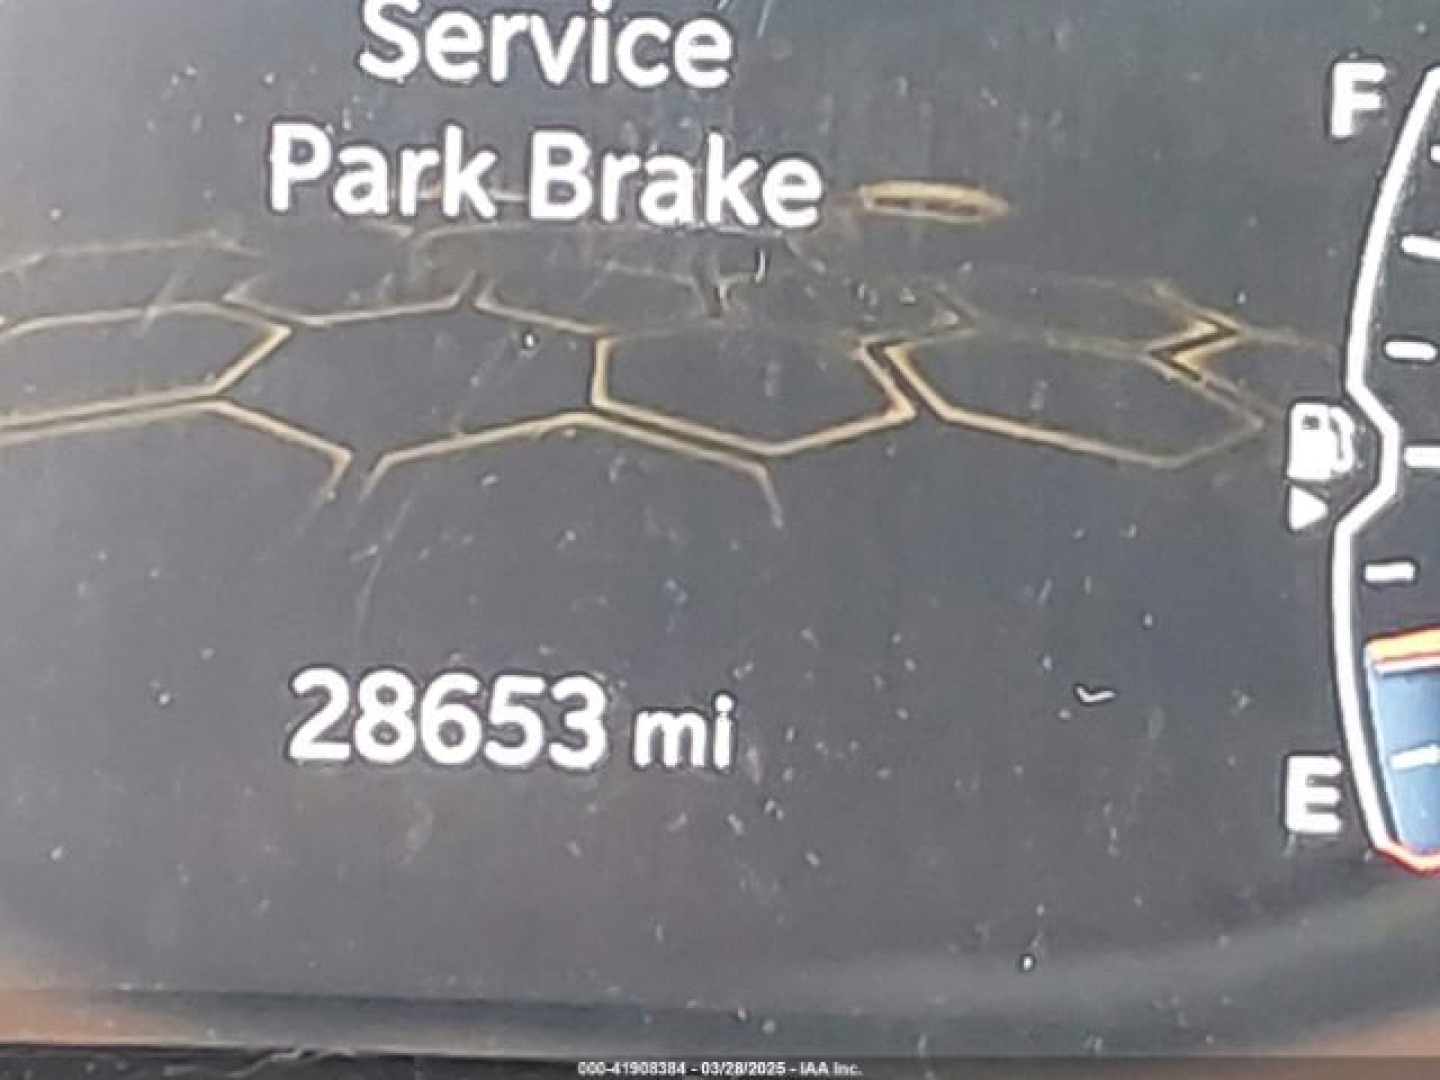 Service
Park Brake
F
28653 mi
E
000-41908384 - 03/28/2025 - IAA Inc.